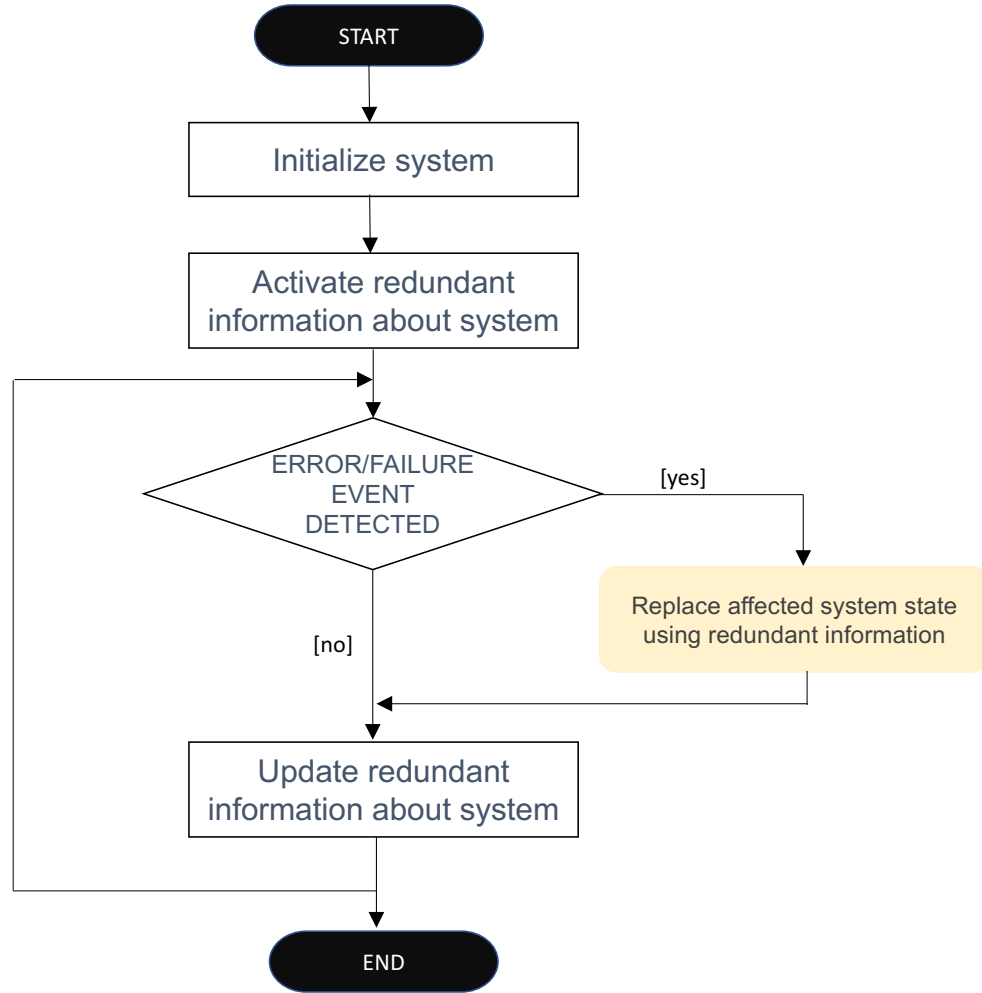 START
Initialize system
Activate redundant
information about system
ERROR/FAILURE
EVENT
DETECTED
[yes]
Replace affected system state
using redundant information
[no]
Update redundant
information about system
END